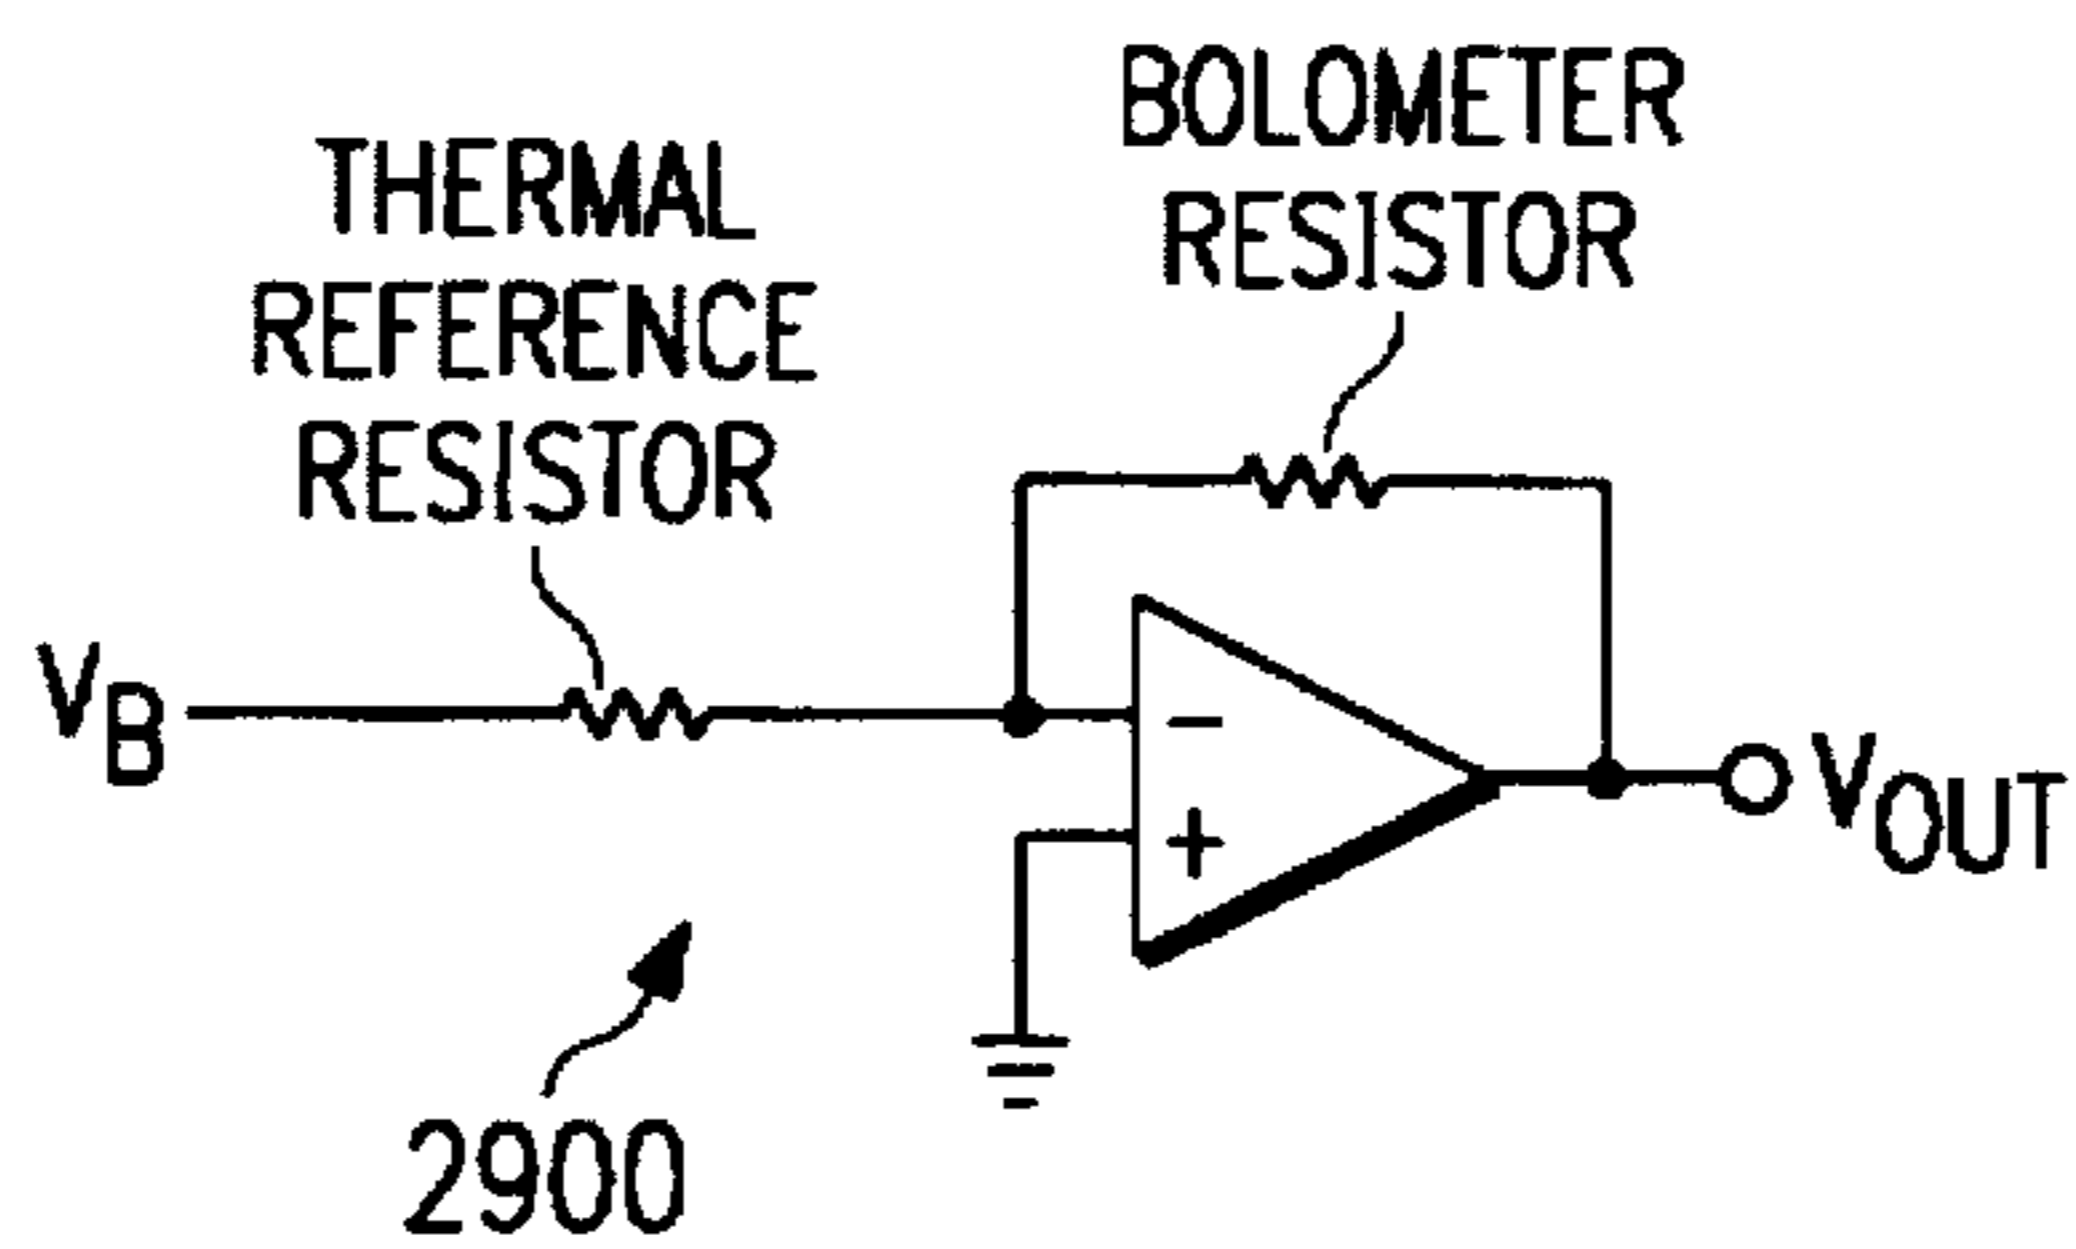 BOLOMETER
RESISTOR
THERMAL
REFERENCE
RESISTOR
VB
-
+
VOUT
2900